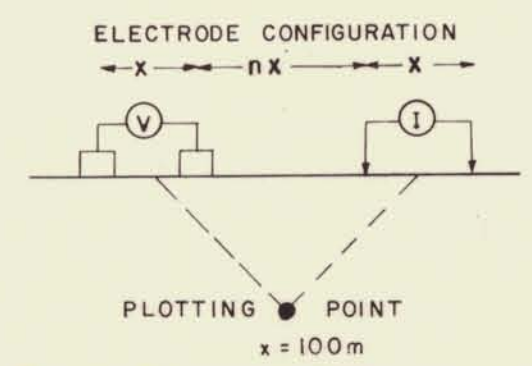 ELECTRODE CONFIGURATION
x nx x
V I
PLOTTING POINT
x = 100m